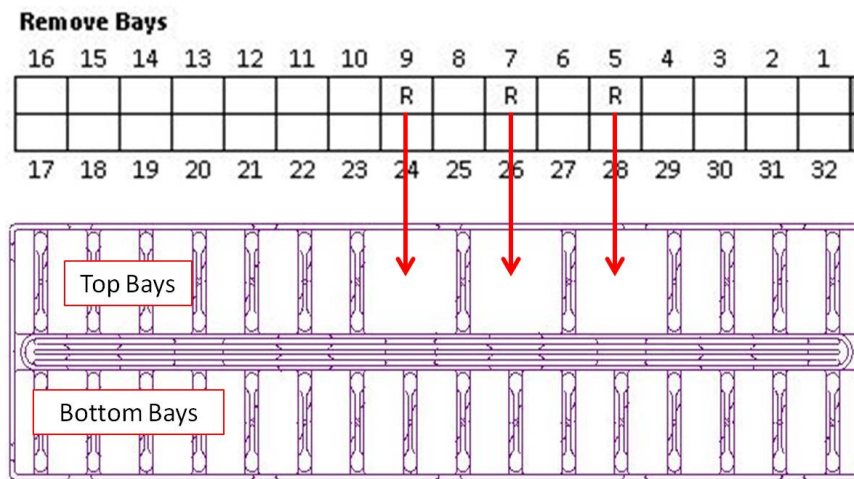 Remove Bays
16 15 14 13 12 11 10 9 8 7 6 5 4 3 2 1
R R R
17 18 19 20 21 22 23 24 25 26 27 28 29 30 31 32
Top Bays
Bottom Bays